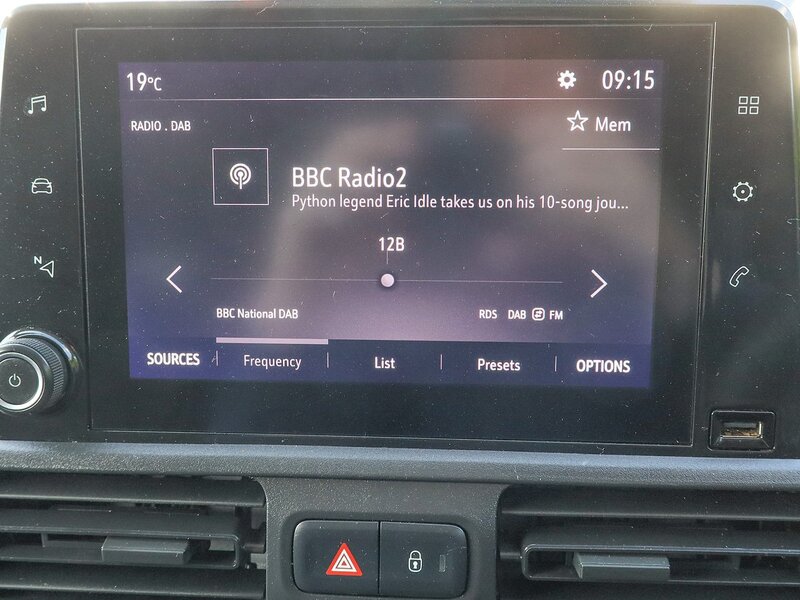 19°C 09:15
RADIO . DAB
Mem
BBC Radio2
Python legend Eric Idle takes us on his 10-song jou...
12B
N
BBC National DAB RDS DAB FM
SOURCES Frequency List Presets OPTIONS